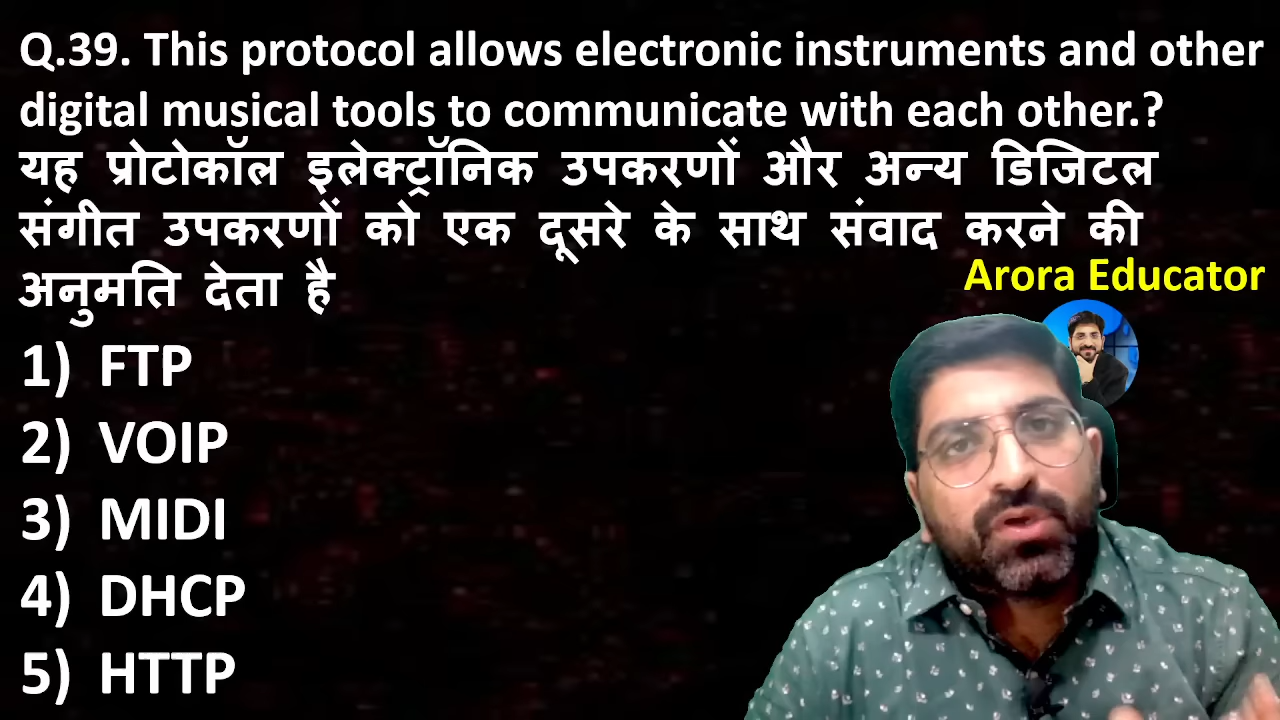 Q.39. This protocol allows electronic instruments and other
digital musical tools to communicate with each other.?
यह प्रोटोकॉल इलेक्ट्रॉनिक उपकरणों और अन्य डिजिटल
संगीत उपकरणों को एक दूसरे के साथ संवाद करने की
अनुमति देता है
Arora Educator
1) FTP
2) VOIP
3) MIDI
4) DHCP
5) HTTP